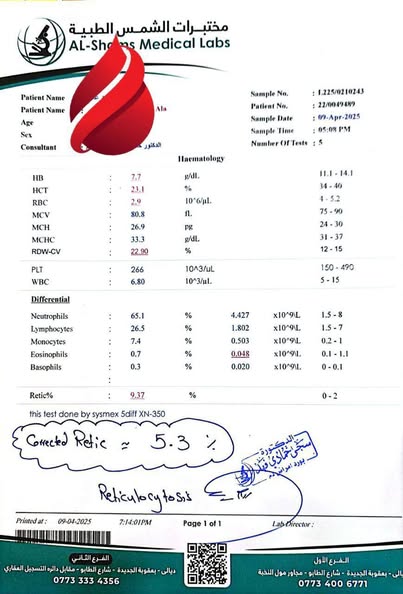 مختبرات الشمس الطبية
AL-Shams Medical Labs
Patient Name :
Patient Name Ala
Age
Sex
Consultant : الدكتور
Sample No. : L225/0210243
Patient No. : 22/0049489
Sample Date : 09-Apr-2025
Sample Time : 05:08 PM
Number Of Tests : 5
Haematology
HB : 7.7 g/dL 11.1 - 14.1
HCT : 23.1 % 34 - 40
RBC : 2.9 10^6/µL 4 - 5.2
MCV : 80.8 fL 75 - 90
MCH : 26.9 pg 24 - 30
MCHC : 33.3 g/dL 31 - 37
RDW-CV : 22.90 % 12 - 15
PLT : 266 10^3/uL 150 - 490
WBC : 6.80 10^3/µL 5 - 15
Differential
Neutrophils : 65.1 % 4.427 x10^9\L 1.5 - 8
Lymphocytes : 26.5 % 1.802 x10^9\L 1.5 - 7
Monocytes : 7.4 % 0.503 x10^9\L 0.2 - 1
Eosinophils : 0.7 % 0.048 x10^9\L 0.1 - 1.1
Basophils : 0.3 % 0.020 x10^9\L 0 - 0.1
:
Retic% : 9.37 0 - 2
this test done by sysmex 5diff XN-350
Corrected Retic ≈ 5.3 %
الدكتورة
Reticulocytosis
Printed at : 09-04-2025 7:14:01PM Page 1 of 1 Lab Director :
الفرع الثاني
ديالى - بعقوبة الجديدة - شارع الطابو - مقابل دائرة التسجيل العقاري
0773 333 4356
الفرع الأول
ديالى - بعقوبة الجديدة - شارع الطابو - مجاور مول النخبة
0773 400 6771